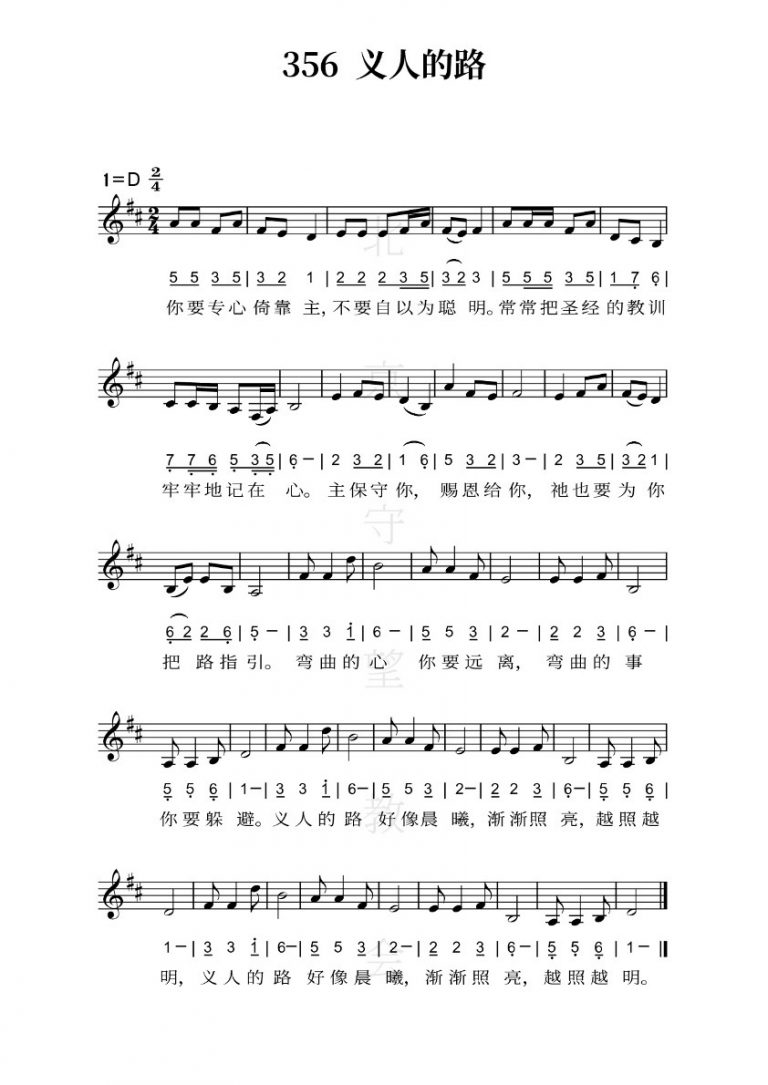 356 义人的路
1=D 2/4
5 5 3 5 | 3 2 1 | 2 2 2 3 5 | 3 2 3 | 5 5 5 3 5 | 1 7 6 |
你要专心倚靠主,不要自以为聪明。常常把圣经的教训
7 7 6 5 3 5 | 6 – | 2 3 2 | 1 6 | 5 3 2 | 3 – | 2 3 5 | 3 2 1 |
牢牢地记在心。主保守你,赐恩给你,祂也要为你
6 2 2 6 | 5 – | 3 3 1 | 6 – | 5 5 3 | 2 – | 2 2 3 | 6 – |
把路指引。弯曲的心你要远离,弯曲的事
5 5 6 | 1 – | 3 3 1 | 6 – | 5 5 3 | 2 – | 2 2 3 | 6 – | 5 5 6 |
你要躲避。义人的路好像晨曦,渐渐照亮,越照越
1 – | 3 3 1 | 6 – | 5 5 3 | 2 – | 2 2 3 | 6 – | 5 5 6 | 1 – ‖
明,义人的路好像晨曦,渐渐照亮,越照越明。
北京守望教会